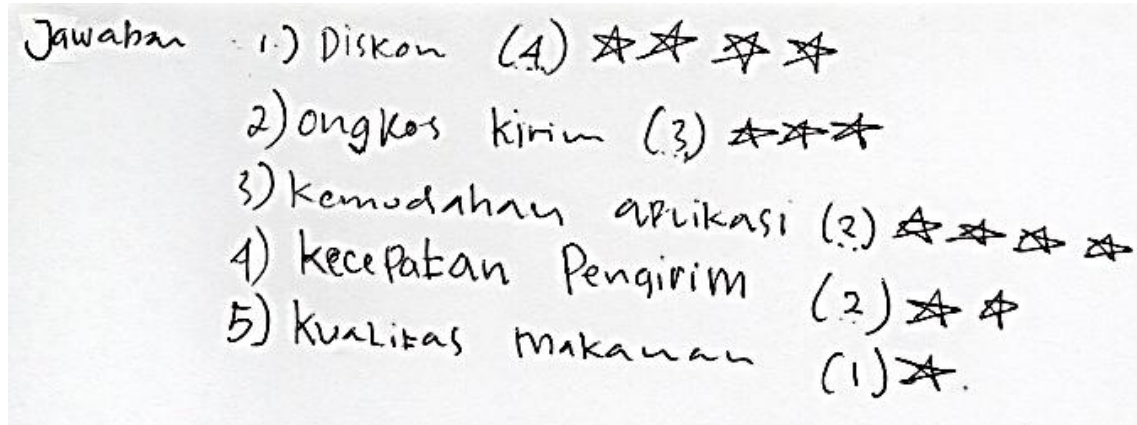 Jawaban 1.) Diskon (4) ☆☆☆☆
2) ongkos kirim (3) ☆☆☆
3) kemudahan aplikasi (2) ☆☆☆☆
4) kecepatan Pengirim (2) ☆☆
5) kualitas makanan (1) ☆.